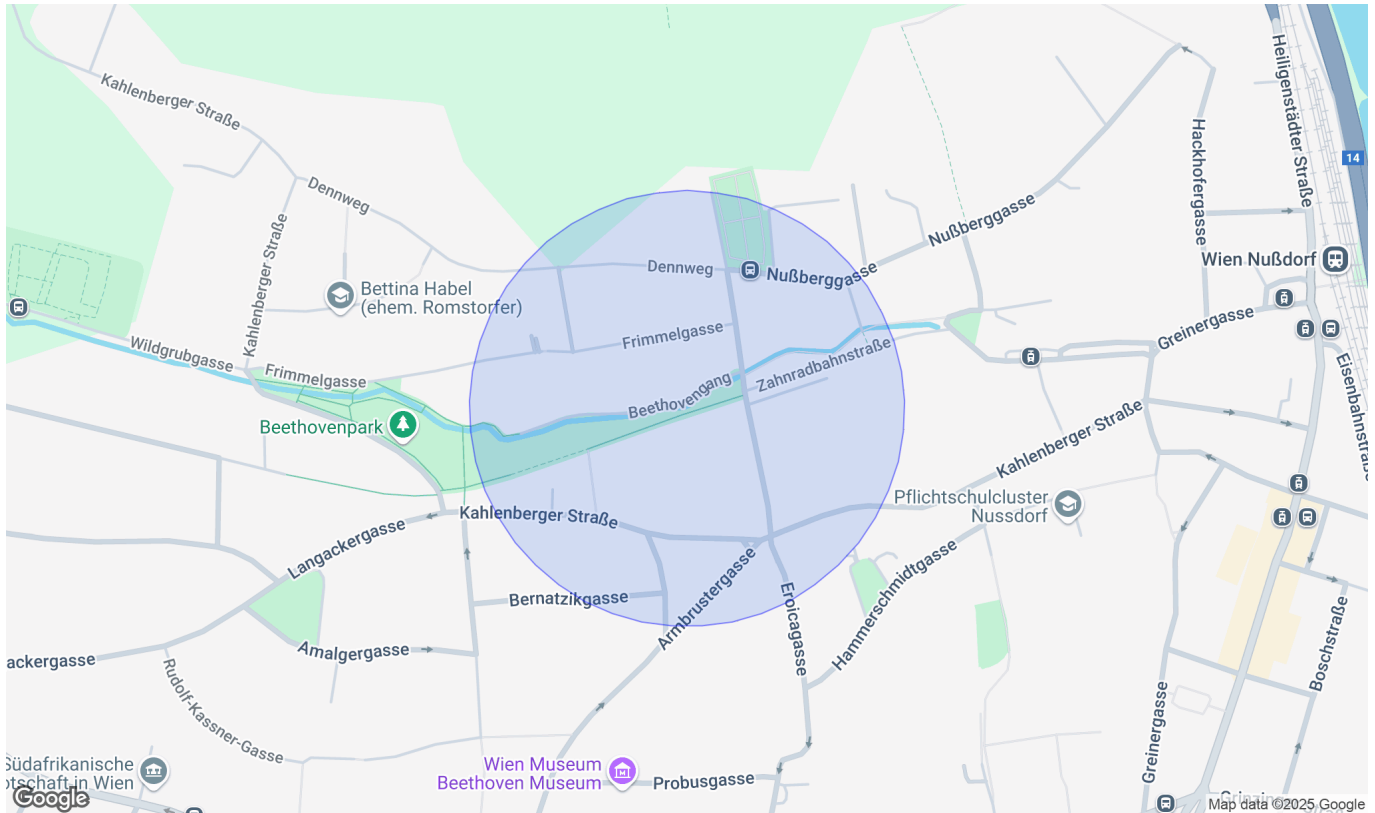 Heiligenstädter Straße
Kahlenberger Straße
14
Hackhofergasse
Dennweg
Nußberggasse
Kahlenberger Straße
Wien Nußdorf
Dennweg
Nußberggasse
Bettina Habel
(ehem. Romstorfer)
Greinergasse
Frimmelgasse
Wildgrubgasse
Zahnradbahnstraße
Eisenbahnstraße
Frimmelgasse
Beethovengang
Beethovenpark
Kahlenberger Straße
Pflichtschulcluster
Nussdorf
Kahlenberger Straße
Langackergasse
Hammerschmidtgasse
Armbrustergasse
Eroicagasse
Bernatzikgasse
Boschstraße
Amalgergasse
ackergasse
Rudolf-Kassner-Gasse
Greinergasse
Südafrikanische
otschaft in Wien
Wien Museum
Beethoven Museum
Probusgasse
Google
Map data ©2025 Google